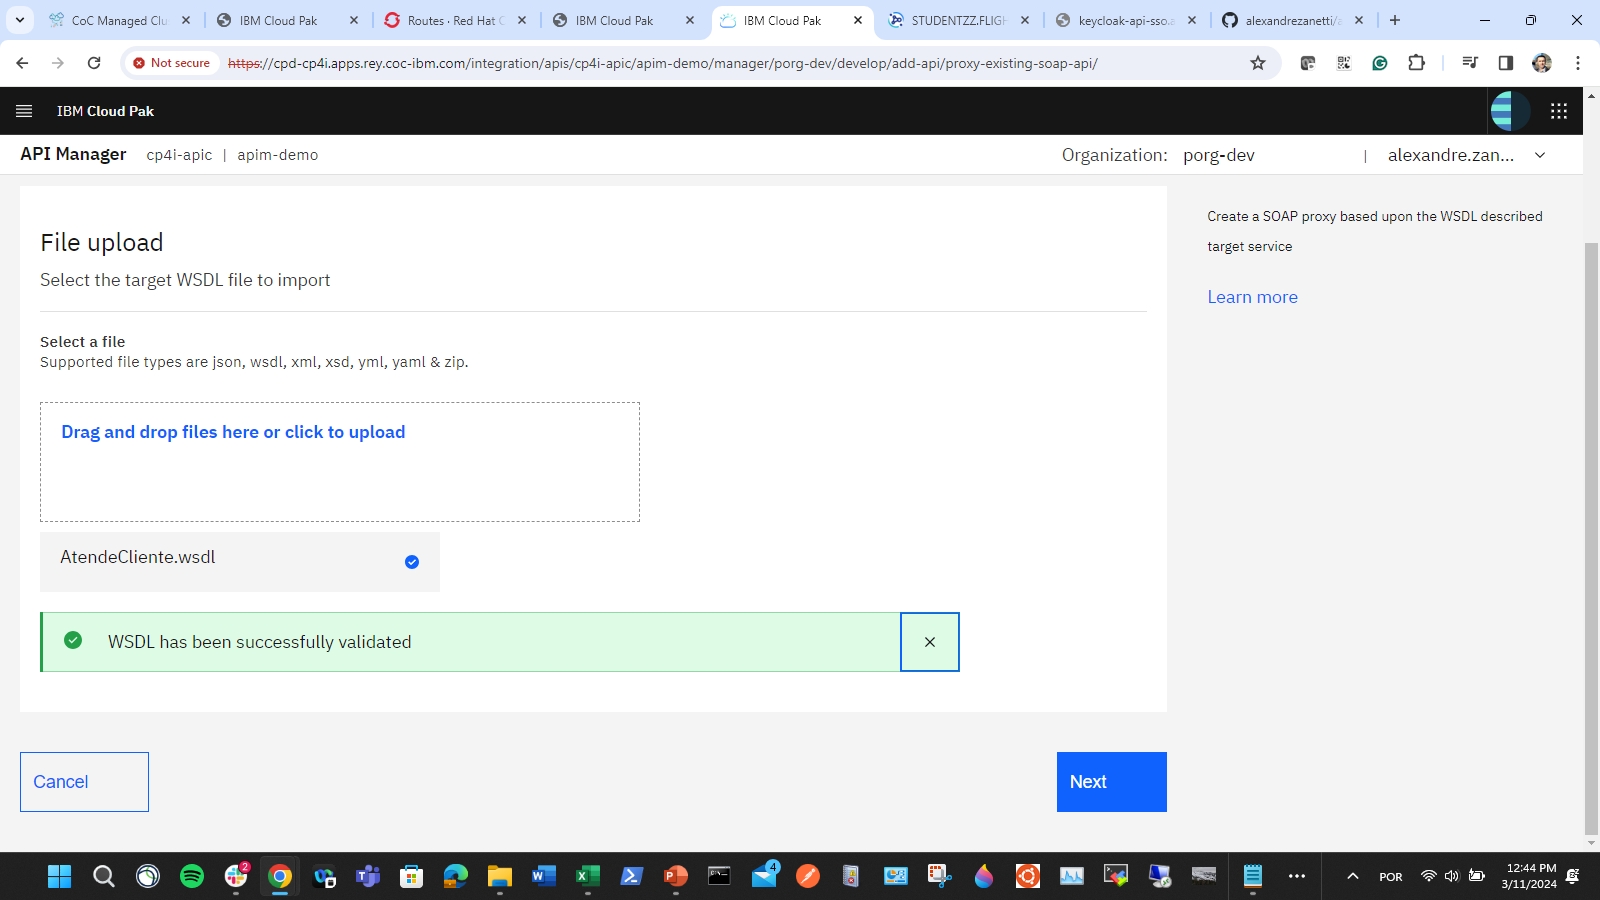 CoC Managed Clu
IBM Cloud Pak
Routes · Red Hat C
IBM Cloud Pak
IBM Cloud Pak
STUDENTZZ.FLIGH
keycloak-api-sso.a
alexandrezanetti/a
Not secure
https://cpd-cp4i.apps.rey.coc-ibm.com/integration/apis/cp4i-apic/apim-demo/manager/porg-dev/develop/add-api/proxy-existing-soap-api/
IBM Cloud Pak
API Manager cp4i-apic | apim-demo
Organization: porg-dev | alexandre.zan...
File upload
Select the target WSDL file to import
Select a file
Supported file types are json, wsdl, xml, xsd, yml, yaml & zip.
Drag and drop files here or click to upload
AtendeCliente.wsdl
WSDL has been successfully validated
Create a SOAP proxy based upon the WSDL described
target service
Learn more
Cancel
Next
2
4
POR
12:44 PM
3/11/2024